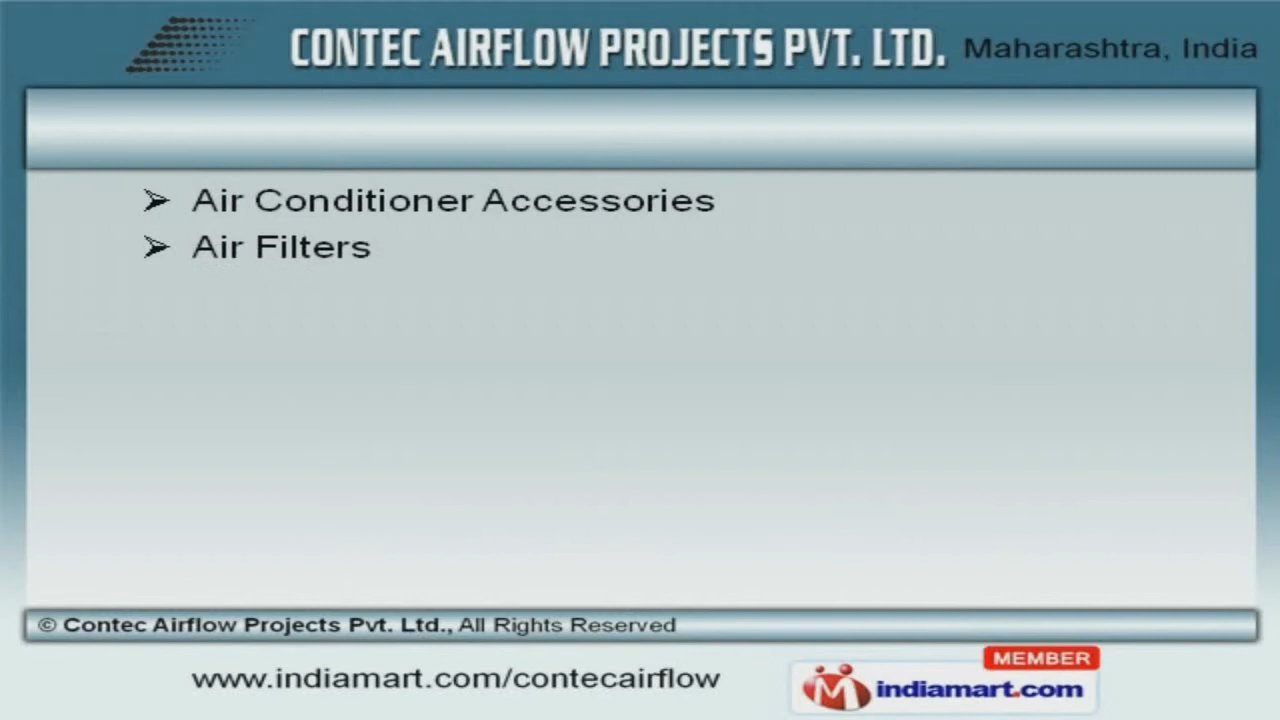 CONTEC AIRFLOW PROJECTS PVT. LTD. Maharashtra, India
➢ Air Conditioner Accessories
➢ Air Filters
© Contec Airflow Projects Pvt. Ltd., All Rights Reserved
MEMBER
www.indiamart.com/contecairflow
indiamart.com